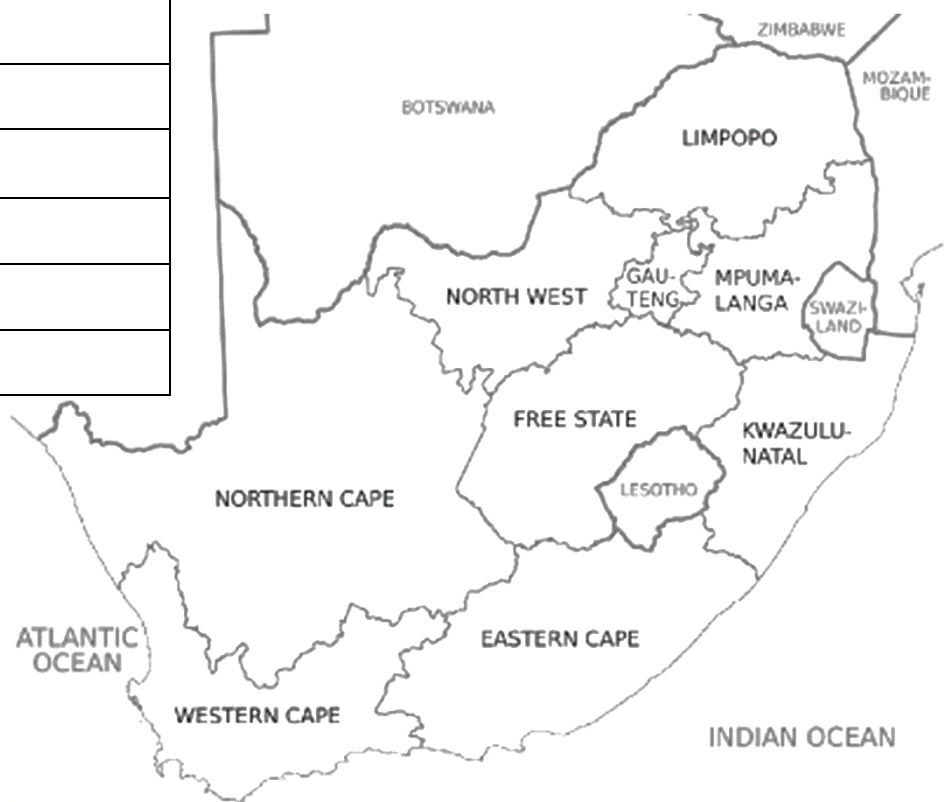 ZIMBABWE
MOZAM-
BIQUE
BOTSWANA
LIMPOPO
GAU-
TENG
MPUMA-
LANGA
NORTH WEST
SWAZI-
LAND
FREE STATE
KWAZULU-
NATAL
LESOTHO
NORTHERN CAPE
ATLANTIC
OCEAN
EASTERN CAPE
WESTERN CAPE
INDIAN OCEAN